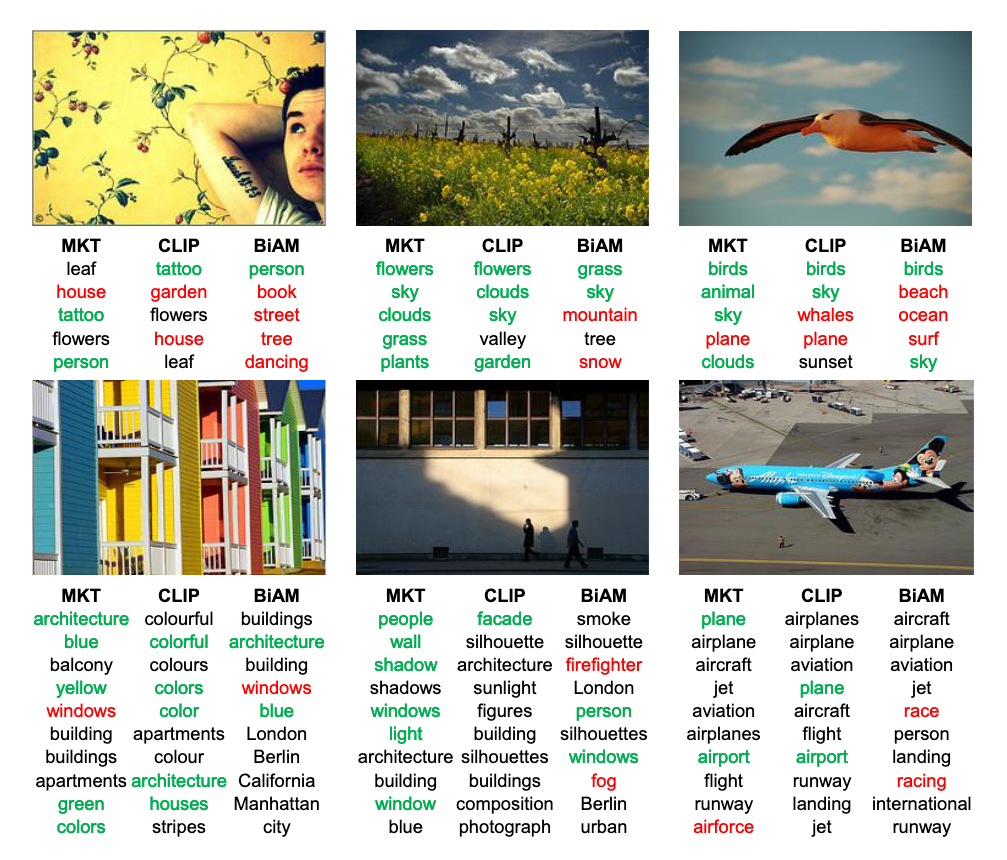 MKT CLIP BiAM
leaf tattoo person
house garden book
tattoo flowers street
flowers house tree
person leaf dancing
MKT CLIP BiAM
flowers flowers grass
sky clouds sky
clouds sky mountain
grass valley tree
plants garden snow
MKT CLIP BiAM
birds birds birds
animal sky beach
sky whales ocean
plane plane surf
clouds sunset sky
MKT CLIP BiAM
architecture colourful buildings
blue colorful architecture
balcony colours building
yellow colors windows
windows color blue
building apartments London
buildings colour Berlin
apartments architecture California
green houses Manhattan
colors stripes city
MKT CLIP BiAM
people facade smoke
wall silhouette silhouette
shadow architecture firefighter
shadows sunlight London
windows figures person
light building silhouettes
architecture silhouettes windows
building buildings fog
window composition Berlin
blue photograph urban
MKT CLIP BiAM
plane airplanes aircraft
airplane airplane airplane
aircraft aviation aviation
jet plane jet
aviation aircraft race
airplanes flight person
airport airport landing
flight runway racing
runway landing international
airforce jet runway